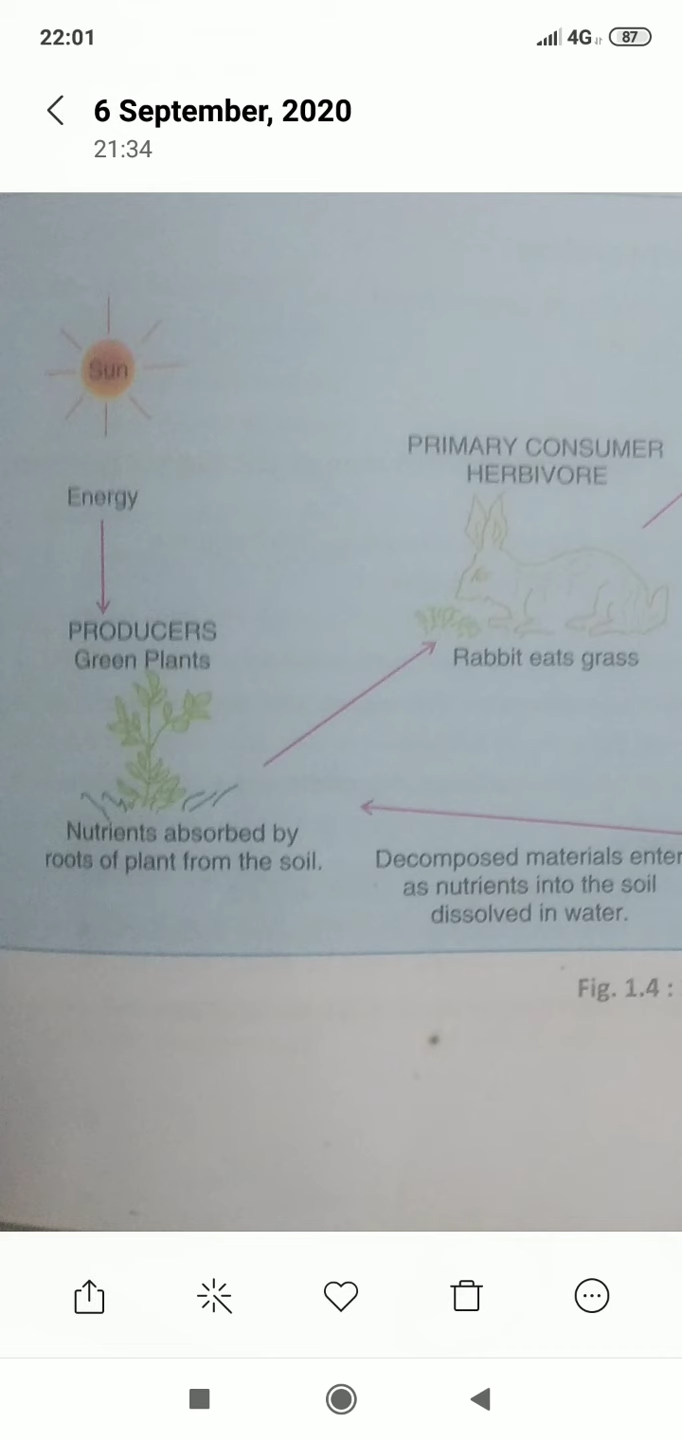 22:01
4G
87
6 September, 2020
21:34
Sun
PRIMARY CONSUMER
HERBIVORE
Energy
PRODUCERS
Green Plants
Rabbit eats grass
Nutrients absorbed by
roots of plant from the soil.
Decomposed materials enter
as nutrients into the soil
dissolved in water.
Fig. 1.4 :